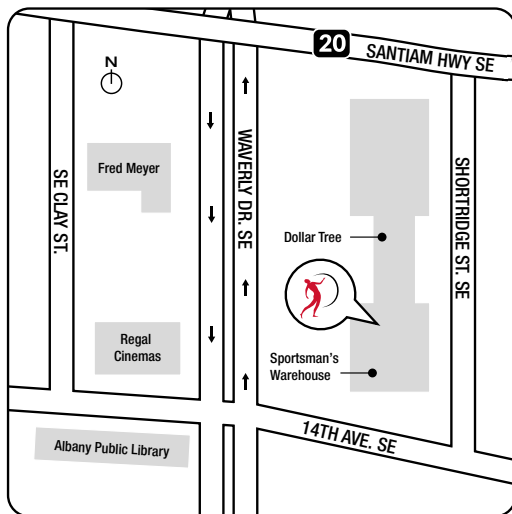 20
SANTIAM HWY SE
N
Fred Meyer
SE CLAY ST.
WAVERLY DR. SE
SHORTRIDGE ST. SE
Dollar Tree
Regal
Cinemas
Sportsman's
Warehouse
14TH AVE. SE
Albany Public Library